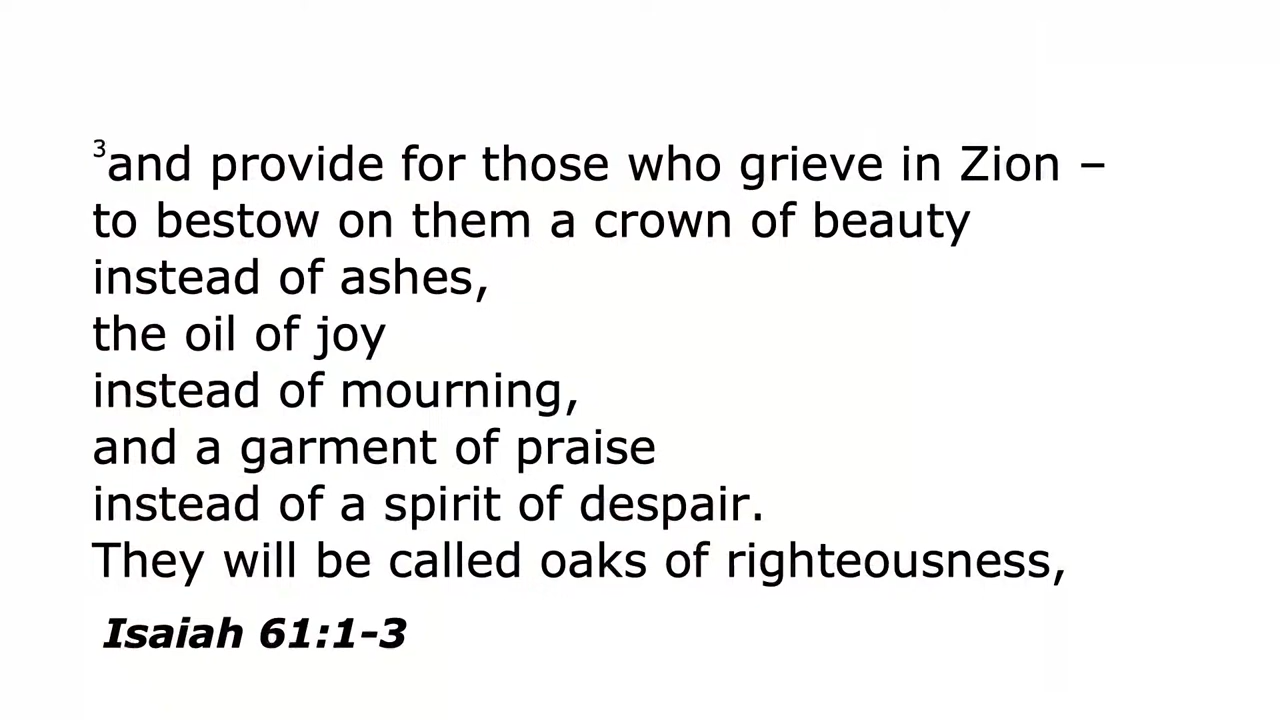 ³and provide for those who grieve in Zion –
to bestow on them a crown of beauty
instead of ashes,
the oil of joy
instead of mourning,
and a garment of praise
instead of a spirit of despair.
They will be called oaks of righteousness,
Isaiah 61:1-3